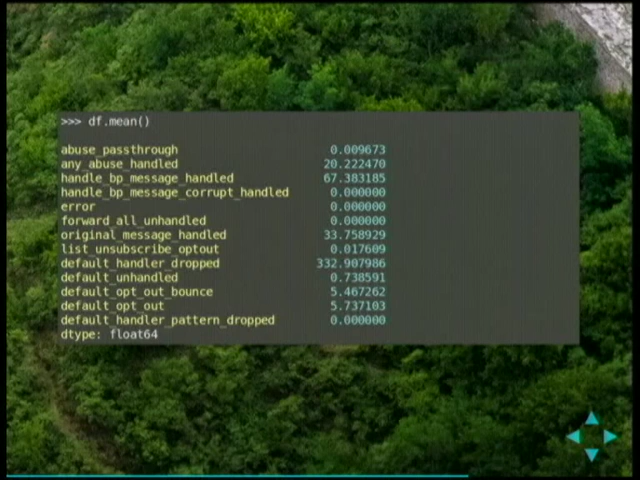 >>> df.mean()
abuse_passthrough 0.009673
any_abuse_handled 20.222470
handle_bp_message_handled 67.383185
handle_bp_message_corrupt_handled 0.000000
error 0.000000
forward_all_unhandled 0.000000
original_message_handled 33.758929
list_unsubscribe_optout 0.017609
default_handler_dropped 332.907986
default_unhandled 0.738591
default_opt_out_bounce 5.467262
default_opt_out 5.737103
default_handler_pattern_dropped 0.000000
dtype: float64